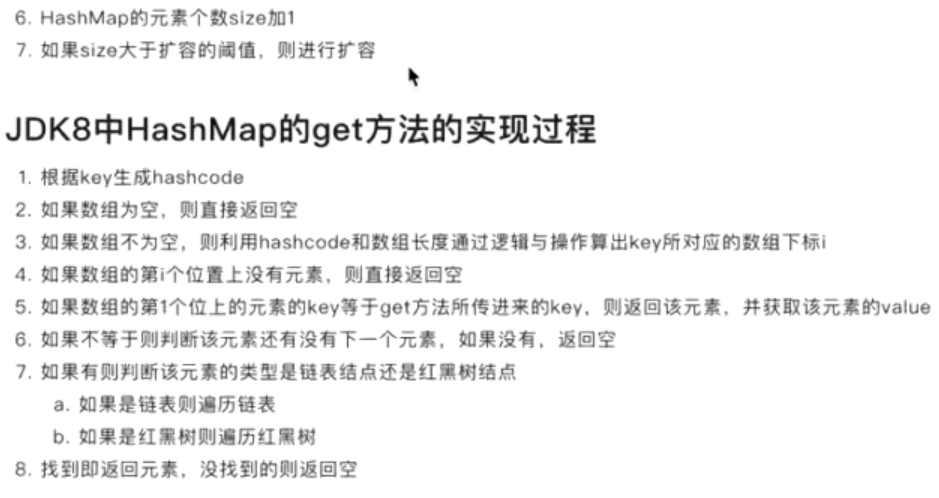 6. HashMap的元素个数size加1
7. 如果size大于扩容的阈值，则进行扩容
JDK8中HashMap的get方法的实现过程
1. 根据key生成hashcode
2. 如果数组为空，则直接返回空
3. 如果数组不为空，则利用hashcode和数组长度通过逻辑与操作算出key所对应的数组下标i
4. 如果数组的第i个位置上没有元素，则直接返回空
5. 如果数组的第1个位上的元素的key等于get方法所传进来的key，则返回该元素，并获取该元素的value
6. 如果不等于则判断该元素还有没有下一个元素，如果没有，返回空
7. 如果有则判断该元素的类型是链表结点还是红黑树结点
a. 如果是链表则遍历链表
b. 如果是红黑树则遍历红黑树
8. 找到即返回元素，没找到的则返回空